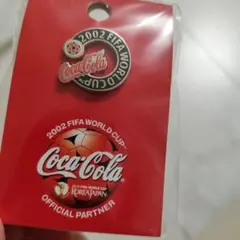 2002 FIFA WORLD CUP
Coca-Cola
2002 FIFA WORLD CUP
Coca-Cola
KOREA JAPAN
OFFICIAL PARTNER